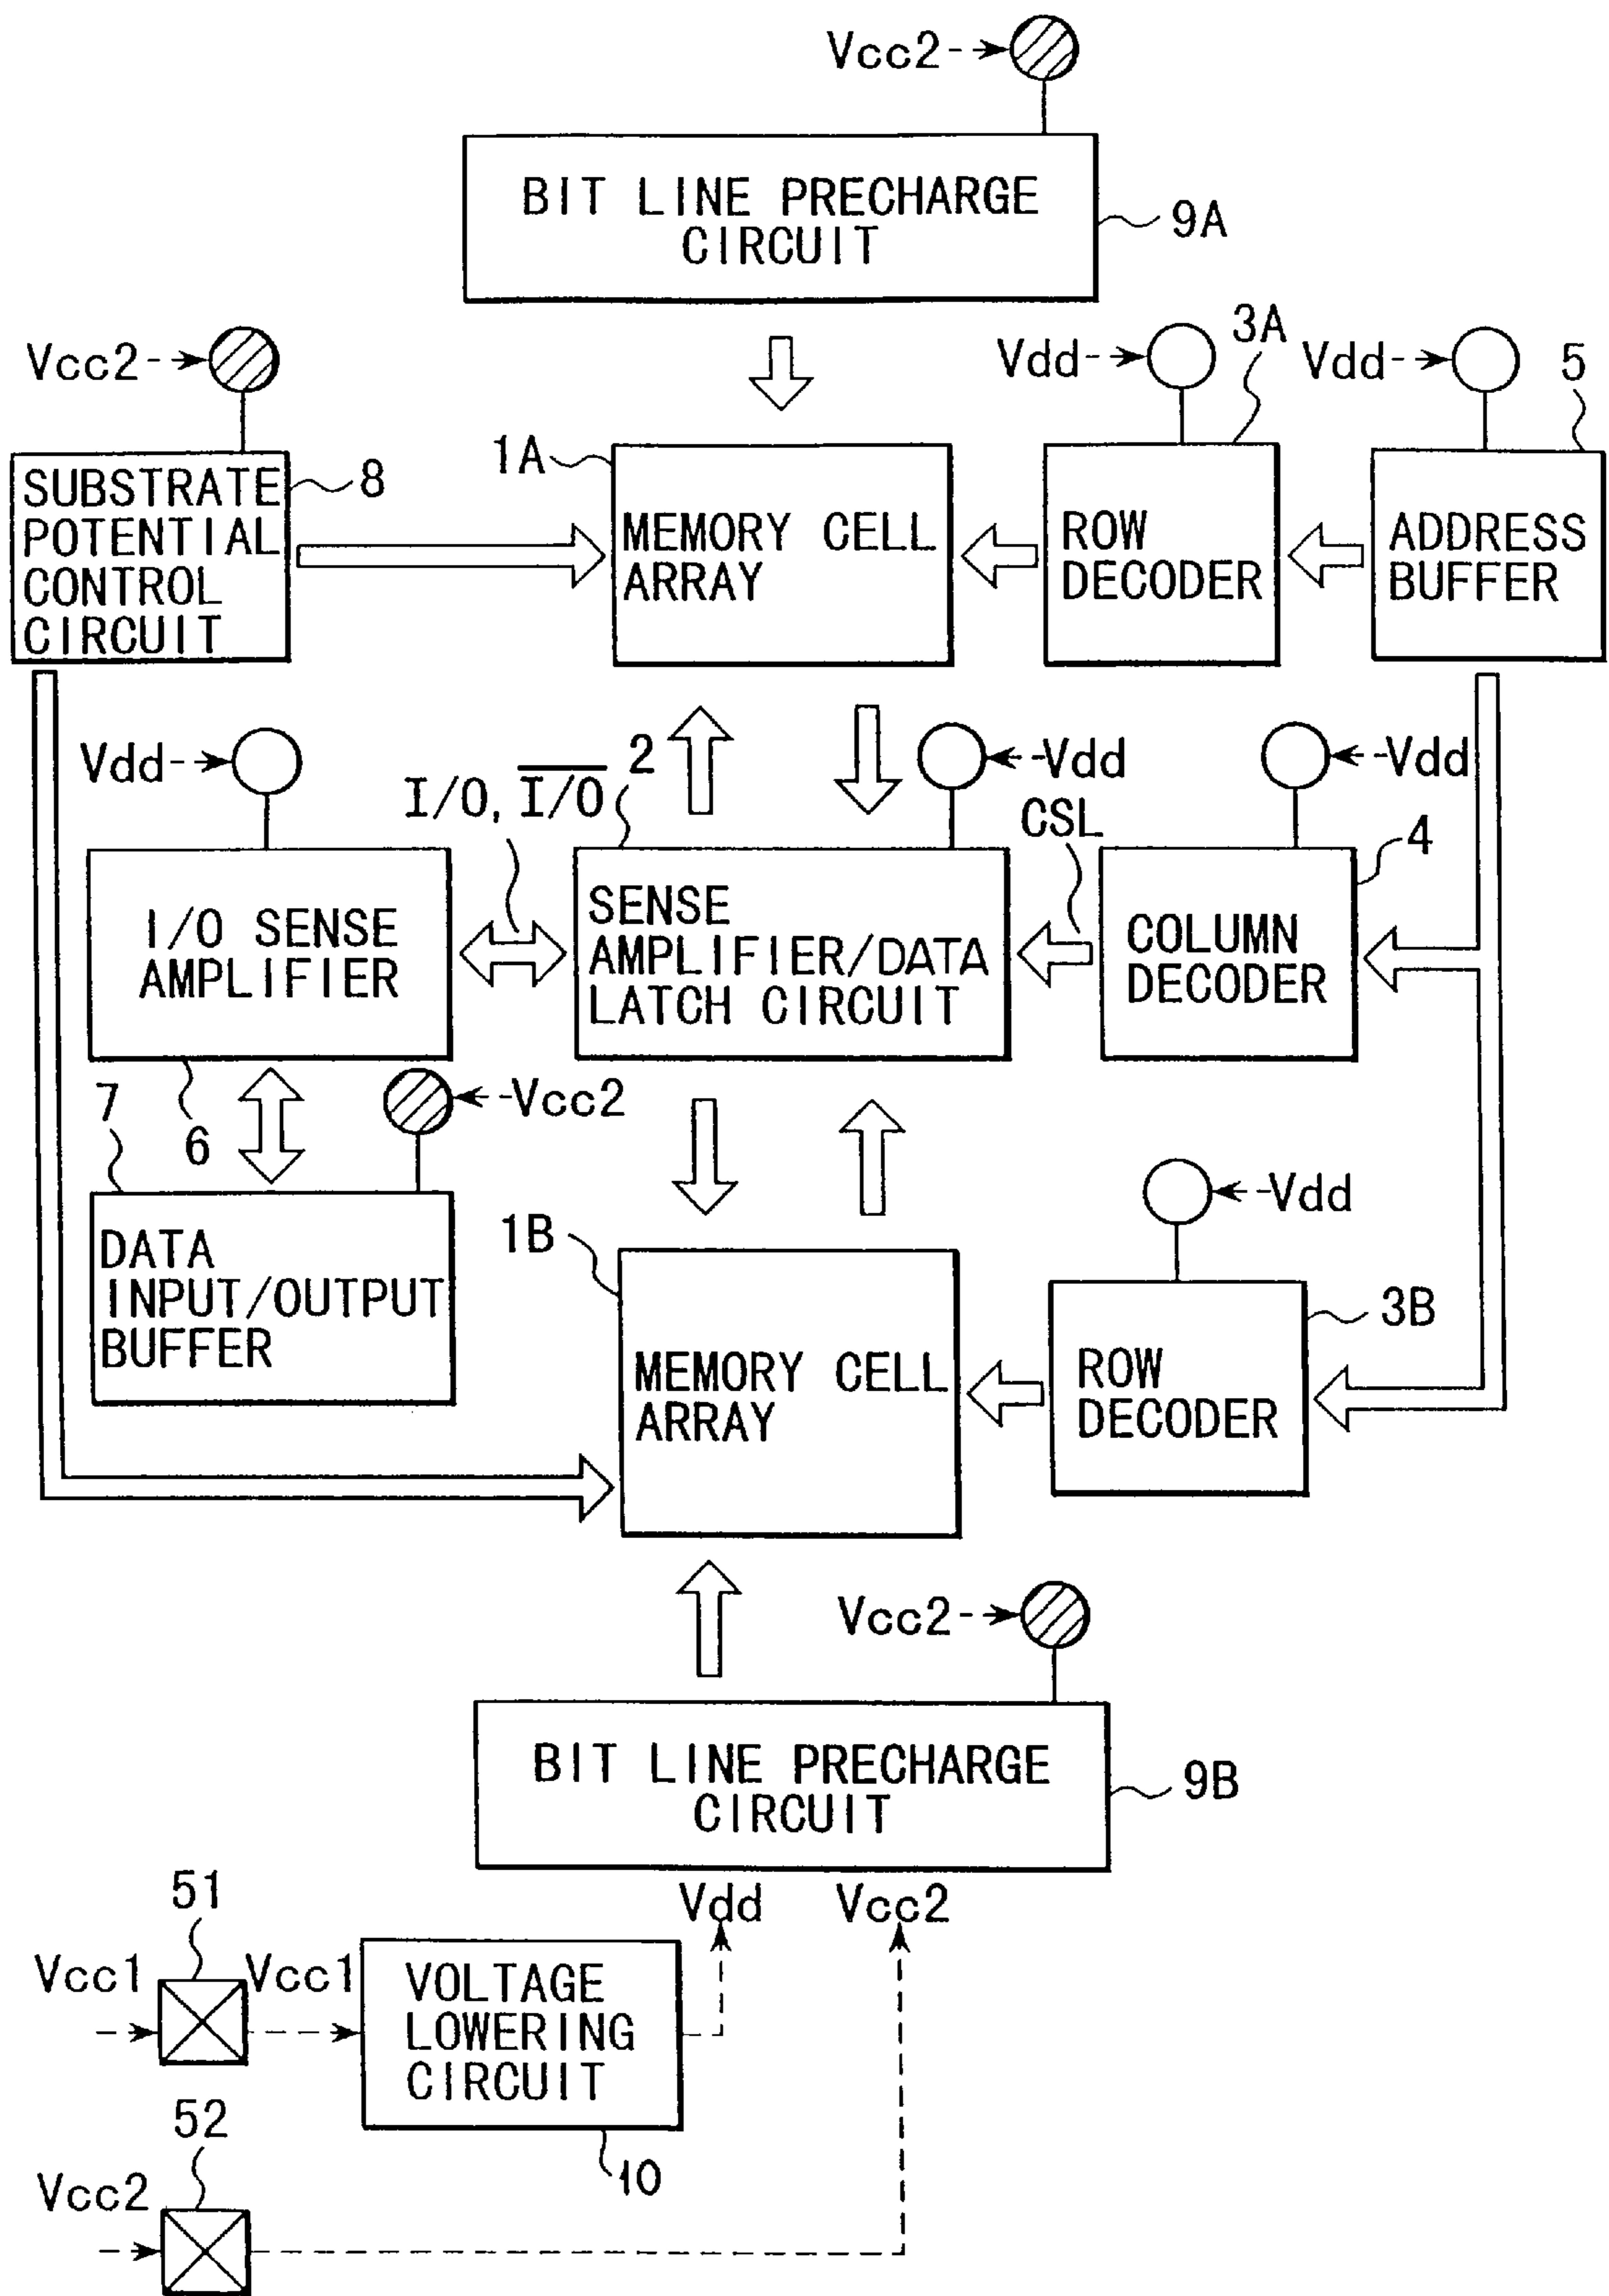 Vcc2
BIT LINE PRECHARGE
CIRCUIT
9A
Vcc2
Vdd
3A
Vdd
5
SUBSTRATE
POTENTIAL
CONTROL
CIRCUIT
8
1A
MEMORY CELL
ARRAY
ROW
DECODER
ADDRESS
BUFFER
Vdd
I/O, I/O
2
Vdd
CSL
Vdd
4
I/O SENSE
AMPLIFIER
SENSE
AMPLIFIER/DATA
LATCH CIRCUIT
COLUMN
DECODER
7
6
Vcc2
DATA
INPUT/OUTPUT
BUFFER
1B
MEMORY CELL
ARRAY
Vdd
ROW
DECODER
3B
Vcc2
BIT LINE PRECHARGE
CIRCUIT
9B
51
Vdd
Vcc2
Vcc1
Vcc1
VOLTAGE
LOWERING
CIRCUIT
10
52
Vcc2